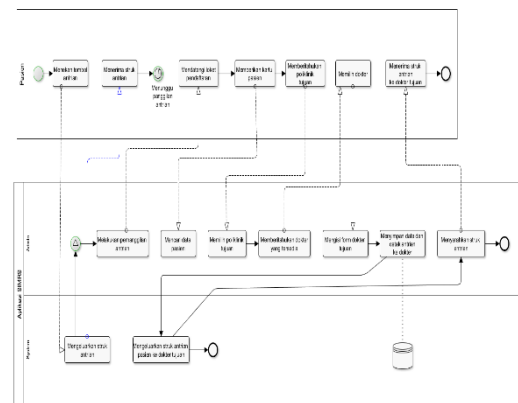 Pasien
Menekan tombol
antrian
Menerima struk
antrian
Menunggu
panggilan
antrian
Mendatangi loket
pendaftaran
Memberikan kartu
pasien
Memberitahukan
poliklinik
tujuan
Memilih dokter
Menerima struk
antrian
ke dokter tujuan
Aplikasi SIMRS
Melakukan pemanggilan
antrian
Mencari data
pasien
Memilih poliklinik
tujuan
Memberitahukan dokter
yang tersedia
Mengisi form dokter
tujuan
Menyimpan data dan
cetak antrian
ke dokter
Menyerahkan struk
antrian
Mengeluarkan struk
antrian
Mengeluarkan struk antrian
pasien ke dokter tujuan